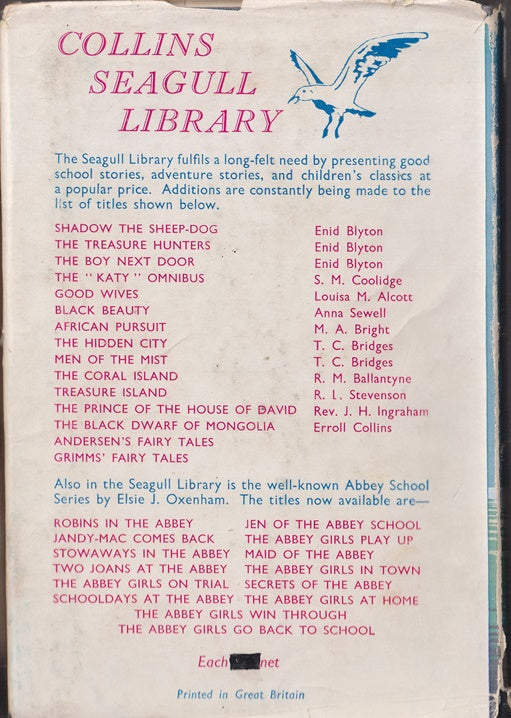 COLLINS
SEAGULL
LIBRARY
The Seagull Library fulfils a long-felt need by presenting good
school stories, adventure stories, and children's classics at
a popular price. Additions are constantly being made to the
list of titles shown below.
SHADOW THE SHEEP-DOG Enid Blyton
THE TREASURE HUNTERS Enid Blyton
THE BOY NEXT DOOR Enid Blyton
THE "KATY" OMNIBUS S. M. Coolidge
GOOD WIVES Louisa M. Alcott
BLACK BEAUTY Anna Sewell
AFRICAN PURSUIT M. A. Bright
THE HIDDEN CITY T. C. Bridges
MEN OF THE MIST T. C. Bridges
THE CORAL ISLAND R. M. Ballantyne
TREASURE ISLAND R. L. Stevenson
THE PRINCE OF THE HOUSE OF DAVID Rev. J. H. Ingraham
THE BLACK DWARF OF MONGOLIA Erroll Collins
ANDERSEN'S FAIRY TALES
GRIMMS' FAIRY TALES
Also in the Seagull Library is the well-known Abbey School
Series by Elsie J. Oxenham. The titles now available are—
ROBINS IN THE ABBEY JEN OF THE ABBEY SCHOOL
JANDY-MAC COMES BACK THE ABBEY GIRLS PLAY UP
STOWAWAYS IN THE ABBEY MAID OF THE ABBEY
TWO JOANS AT THE ABBEY THE ABBEY GIRLS IN TOWN
THE ABBEY GIRLS ON TRIAL SECRETS OF THE ABBEY
SCHOOLDAYS AT THE ABBEY THE ABBEY GIRLS AT HOME
THE ABBEY GIRLS WIN THROUGH
THE ABBEY GIRLS GO BACK TO SCHOOL
Each net
Printed in Great Britain